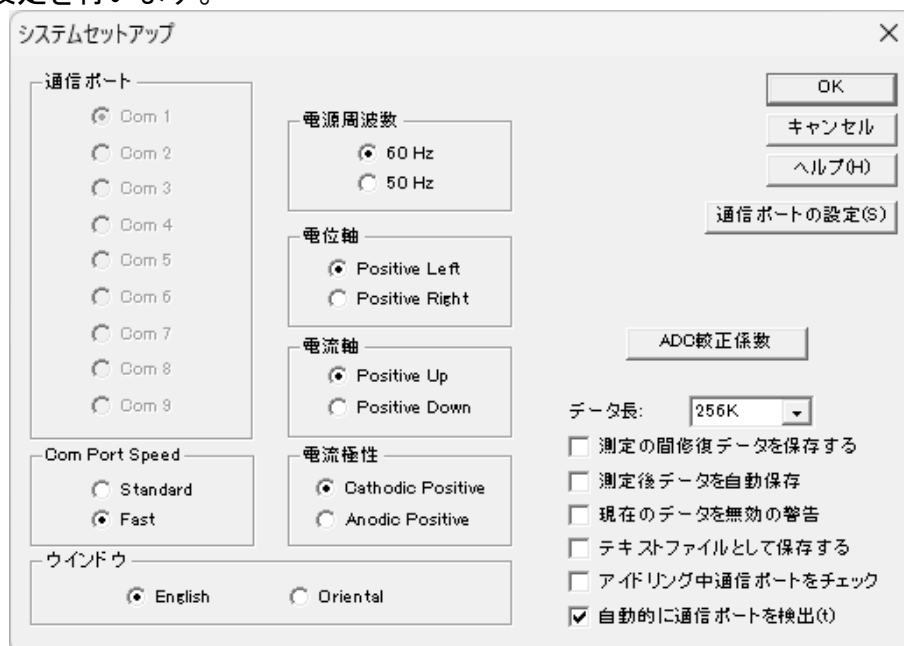 設定を行います。
システムセットアップ
通信ポート
Com 1
Com 2
Com 3
Com 4
Com 5
Com 6
Com 7
Com 8
Com 9
Com Port Speed
Standard
Fast
ウインドウ
English
Oriental
電源周波数
60 Hz
50 Hz
電位軸
Positive Left
Positive Right
電流軸
Positive Up
Positive Down
電流極性
Cathodic Positive
Anodic Positive
OK
キャンセル
ヘルプ(H)
通信ポートの設定(S)
ADC較正係数
データ長: 256K
測定の間修復データを保存する
測定後データを自動保存
現在のデータを無効の警告
テキストファイルとして保存する
アイドリング中通信ポートをチェック
自動的に通信ポートを検出(t)